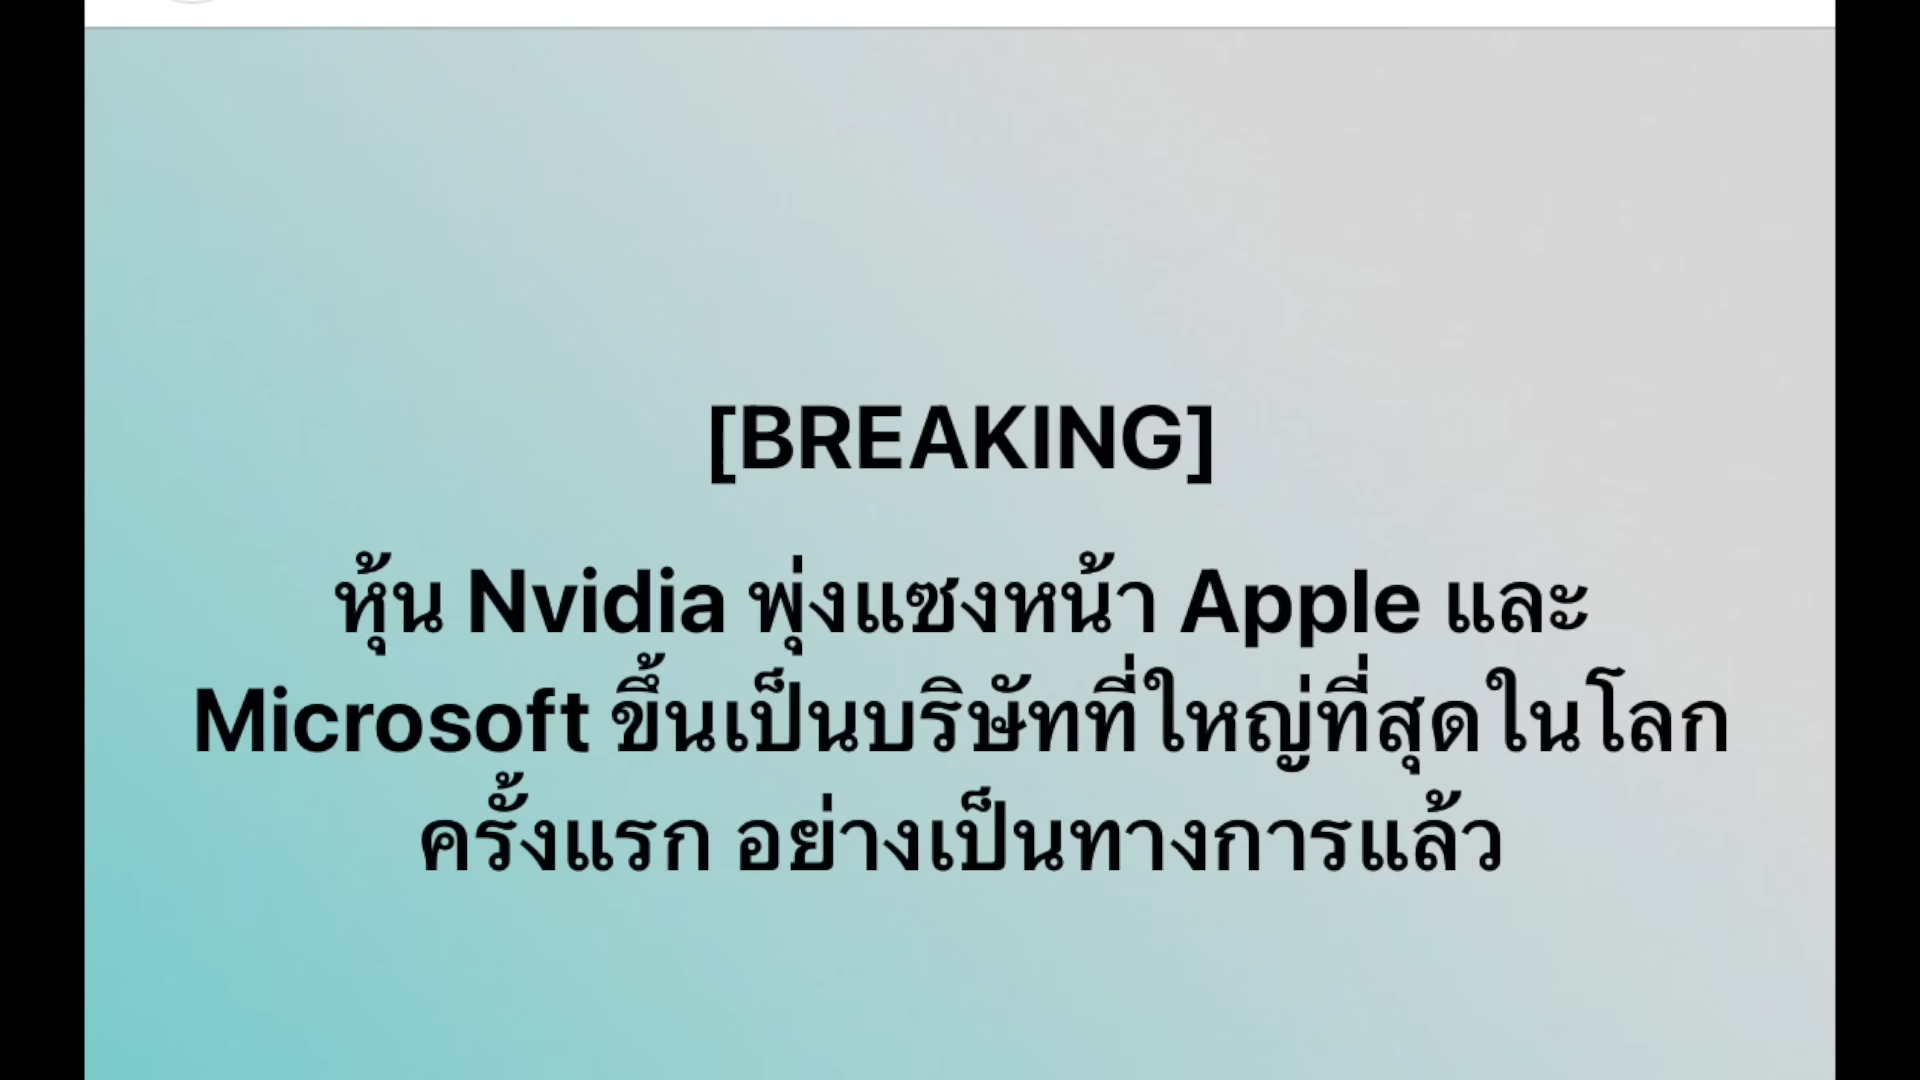 [BREAKING]
หุ้น Nvidia พุ่งแซงหน้า Apple และ
Microsoft ขึ้นเป็นบริษัทที่ใหญ่ที่สุดในโลก
ครั้งแรก อย่างเป็นทางการแล้ว